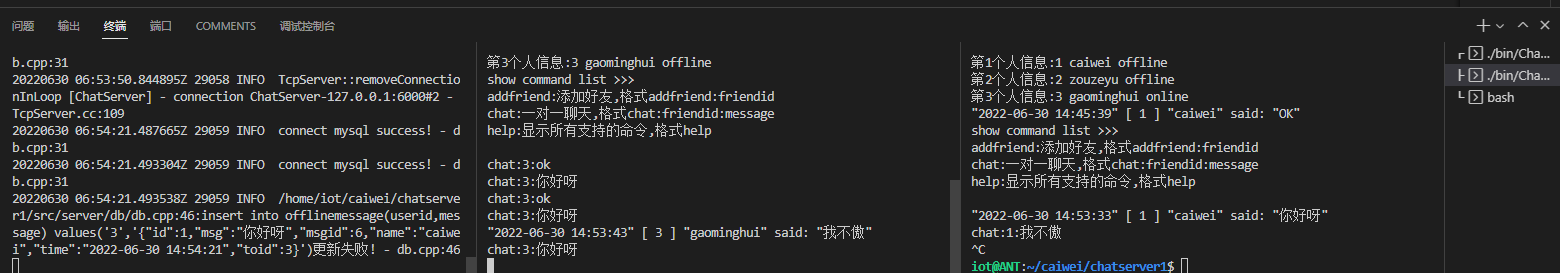 问题 输出 终端 端口 COMMENTS 调试控制台
b.cpp:31
20220630 06:53:50.844895Z 29058 INFO  TcpServer::removeConnectio
nInLoop [ChatServer] - connection ChatServer-127.0.0.1:6000#2 -
TcpServer.cc:109
20220630 06:54:21.487665Z 29059 INFO  connect mysql success! - d
b.cpp:31
20220630 06:54:21.493304Z 29059 INFO  connect mysql success! - d
b.cpp:31
20220630 06:54:21.493538Z 29059 INFO  /home/iot/caiwei/chatserve
r1/src/server/db/db.cpp:46:insert into offlinemessage(userid,mes
sage) values('3','{"id":1,"msg":"你好呀","msgid":6,"name":"caiwe
i","time":"2022-06-30 14:54:21","toid":3}')更新失败! - db.cpp:46
第3个人信息:3 gaominghui offline
show command list >>>
addfriend:添加好友,格式addfriend:friendid
chat:一对一聊天,格式chat:friendid:message
help:显示所有支持的命令,格式help
chat:3:ok
chat:3:你好呀
chat:3:ok
chat:3:你好呀
"2022-06-30 14:53:43" [ 3 ] "gaominghui" said: "我不傲"
chat:3:你好呀
第1个人信息:1 caiwei offline
第2个人信息:2 zouzeyu offline
第3个人信息:3 gaominghui online
"2022-06-30 14:45:39" [ 1 ] "caiwei" said: "OK"
show command list >>>
addfriend:添加好友,格式addfriend:friendid
chat:一对一聊天,格式chat:friendid:message
help:显示所有支持的命令,格式help
"2022-06-30 14:53:33" [ 1 ] "caiwei" said: "你好呀"
chat:1:我不傲
^C
iot@ANT:~/caiwei/chatserver1$
./bin/Cha...
./bin/Cha...
bash